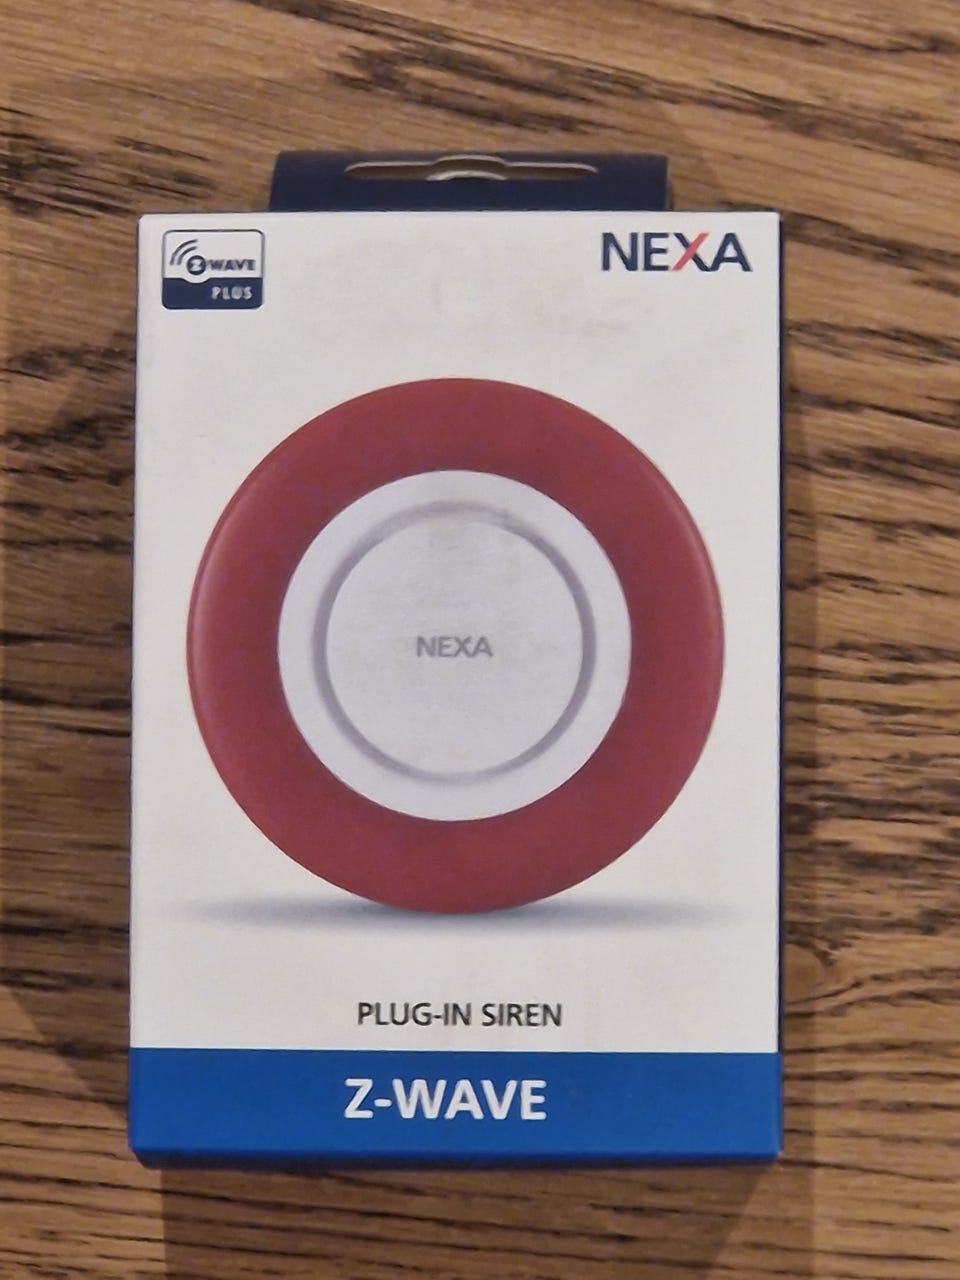 Z WAVE
PLUS
NEXA
NEXA
PLUG-IN SIREN
Z-WAVE